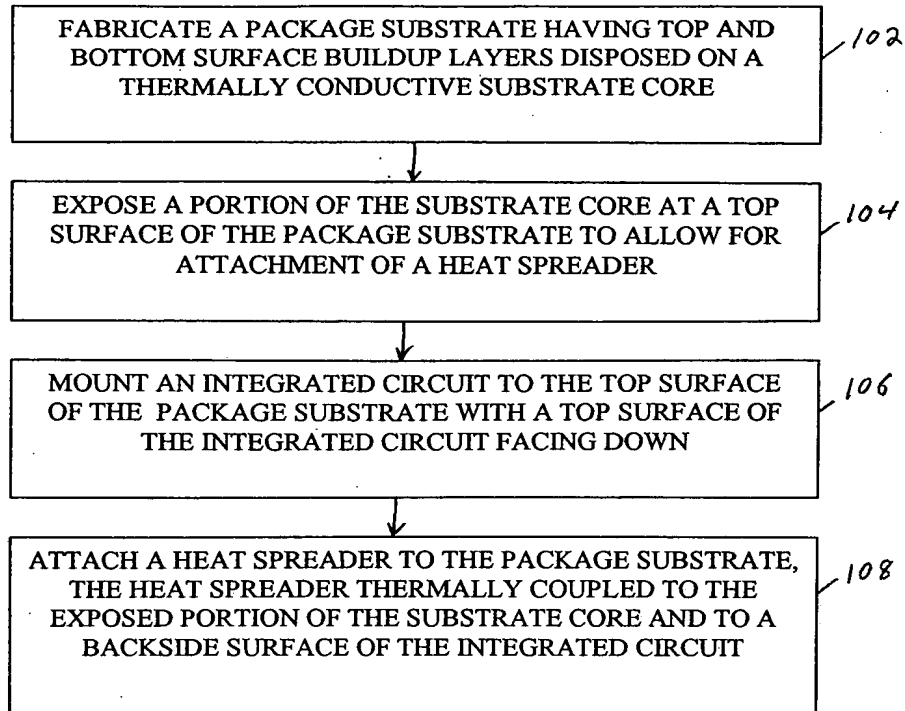 FABRICATE A PACKAGE SUBSTRATE HAVING TOP AND
BOTTOM SURFACE BUILDUP LAYERS DISPOSED ON A
THERMALLY CONDUCTIVE SUBSTRATE CORE
102
EXPOSE A PORTION OF THE SUBSTRATE CORE AT A TOP
SURFACE OF THE PACKAGE SUBSTRATE TO ALLOW FOR
ATTACHMENT OF A HEAT SPREADER
104
MOUNT AN INTEGRATED CIRCUIT TO THE TOP SURFACE
OF THE PACKAGE SUBSTRATE WITH A TOP SURFACE OF
THE INTEGRATED CIRCUIT FACING DOWN
106
ATTACH A HEAT SPREADER TO THE PACKAGE SUBSTRATE,
THE HEAT SPREADER THERMALLY COUPLED TO THE
EXPOSED PORTION OF THE SUBSTRATE CORE AND TO A
BACKSIDE SURFACE OF THE INTEGRATED CIRCUIT
108